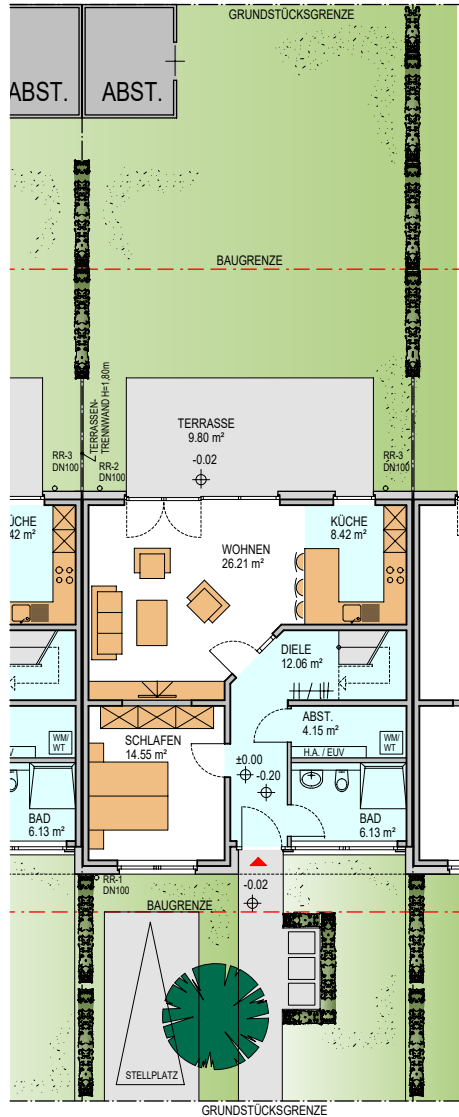 GRUNDSTÜCKSGRENZE
ABST.
ABST.
BAUGRENZE
TERRASSEN-
TRENNWAND H=1,80m
TERRASSE
9.80 m²
-0.02
RR-3
DN100
RR-2
DN100
RR-3
DN100
ÜCHE
42 m²
KÜCHE
8.42 m²
WOHNEN
26.21 m²
DIELE
12.06 m²
ABST.
4.15 m²
WM/
WT
H.A. / EUV
WM/
WT
SCHLAFEN
14.55 m²
±0.00
-0.20
BAD
6.13 m²
BAD
6.13 m²
RR-1
DN100
-0.02
BAUGRENZE
STELLPLATZ
GRUNDSTÜCKSGRENZE